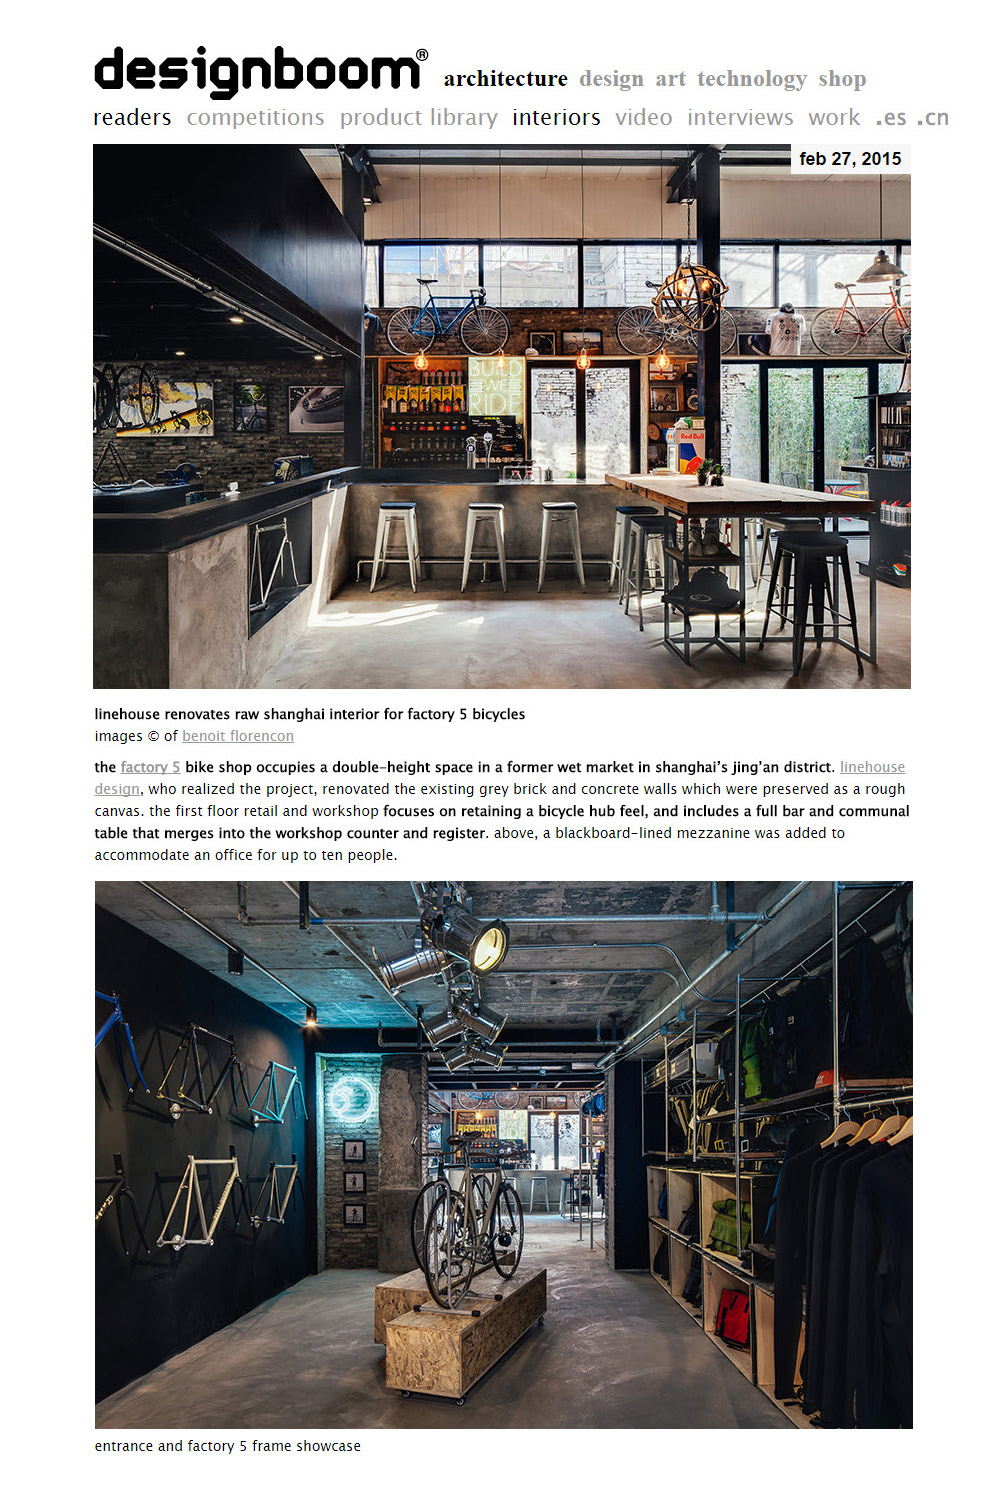 designboom® architecture design art technology shop
readers competitions product library interiors video interviews work .es .cn
feb 27, 2015
BUILD
WE
RIDE
Red Bull
linehouse renovates raw shanghai interior for factory 5 bicycles
images © of benoit florencon
the factory 5 bike shop occupies a double-height space in a former wet market in shanghai's jing'an district. linehouse
design, who realized the project, renovated the existing grey brick and concrete walls which were preserved as a rough
canvas. the first floor retail and workshop focuses on retaining a bicycle hub feel, and includes a full bar and communal
table that merges into the workshop counter and register. above, a blackboard-lined mezzanine was added to
accommodate an office for up to ten people.
entrance and factory 5 frame showcase